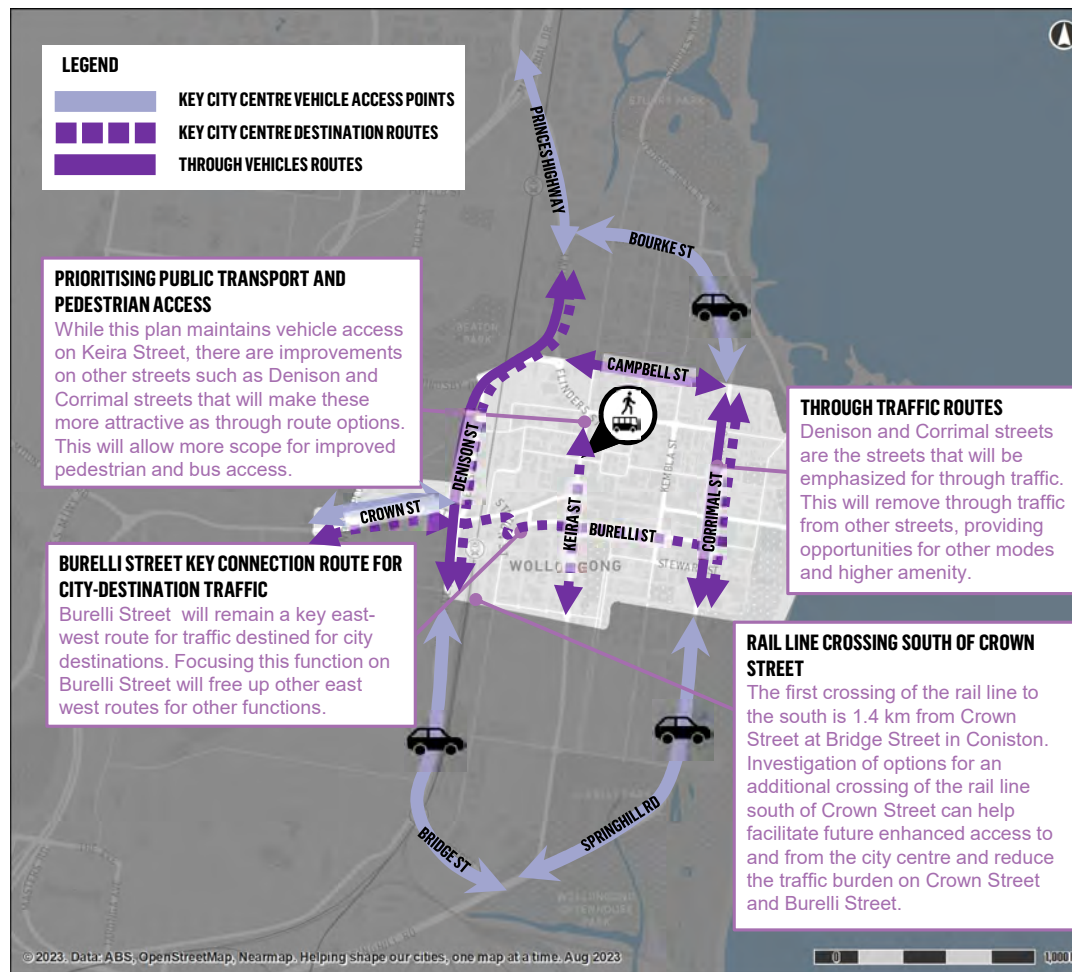 LEGEND
KEY CITY CENTRE VEHICLE ACCESS POINTS
KEY CITY CENTRE DESTINATION ROUTES
THROUGH VEHICLES ROUTES
PRINCES HIGHWAY
BOURKE ST
PRIORITISING PUBLIC TRANSPORT AND
PEDESTRIAN ACCESS
While this plan maintains vehicle access
on Keira Street, there are improvements
on other streets such as Denison and
Corrimal streets that will make these
more attractive as through route options.
This will allow more scope for improved
pedestrian and bus access.
CAMPBELL ST
FLINDERS ST
KEMBLA ST
DENISON ST
CROWN ST
KEIRA ST
BURELLI ST
CORRIMAL ST
WOLLONGONG
STEWART ST
THROUGH TRAFFIC ROUTES
Denison and Corrimal streets
are the streets that will be
emphasized for through traffic.
This will remove through traffic
from other streets, providing
opportunities for other modes
and higher amenity.
BURELLI STREET KEY CONNECTION ROUTE FOR
CITY-DESTINATION TRAFFIC
Burelli Street will remain a key east-
west route for traffic destined for city
destinations. Focusing this function on
Burelli Street will free up other east
west routes for other functions.
RAIL LINE CROSSING SOUTH OF CROWN
STREET
The first crossing of the rail line to
the south is 1.4 km from Crown
Street at Bridge Street in Coniston.
Investigation of options for an
additional crossing of the rail line
south of Crown Street can help
facilitate future enhanced access to
and from the city centre and reduce
the traffic burden on Crown Street
and Burelli Street.
BRIDGE ST
SPRINGHILL RD
© 2023. Data: ABS, OpenStreetMap, Nearmap. Helping shape our cities, one map at a time. Aug 2023
0
1,000